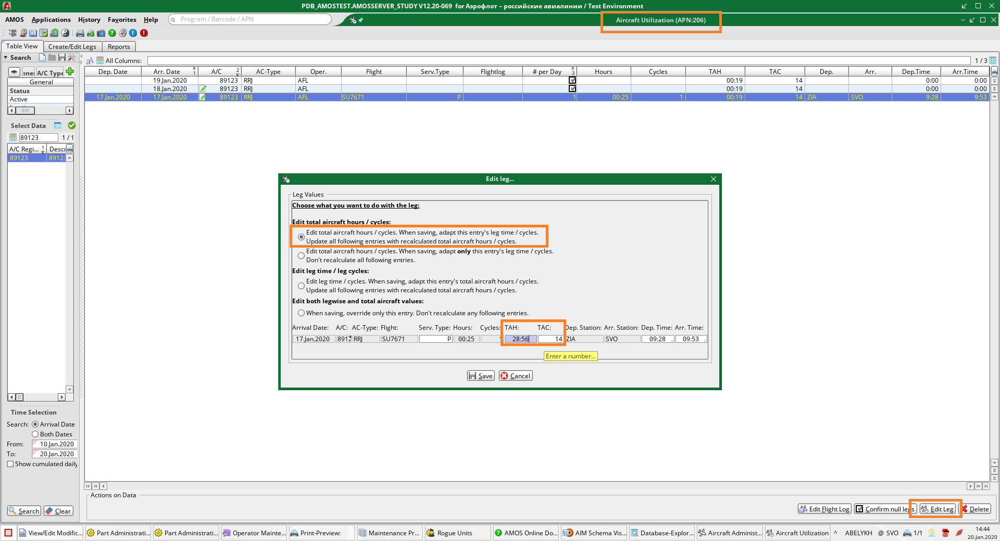 PDB_AMOSTEST.AMOSSERVER_STUDY V12.20-069 for Аэрофлот – российские авиалинии / Test Environment
AMOS Applications History Favorites Help Program / Barcode / APN
Aircraft Utilization (APN:206)
Table View Create/Edit Legs Reports
Search
All Columns: 1 / 3
A/C Type
General
Status
Active
Select Data
89123 1 / 1
A/C Regi... 1 Descr
89123 89123
Dep. Date Arr. Date 1 A/C 2 AC-Type Oper. Flight Serv.Type Flightlog # per Day 3 Hours Cycles TAH TAC Dep. Arr. Dep.Time Arr.Time
19.Jan.2020 89123 RRJ AFL 00:19 14 0:00 0:00
18.Jan.2020 89123 RRJ AFL 00:19 14 0:00 0:00
17.Jan.2020 17.Jan.2020 89123 RRJ AFL SU7671 P 1 00:25 1 00:19 14 ZIA SVO 9:28 9:53
Edit leg...
Leg Values
Choose what you want to do with the leg:
Edit total aircraft hours / cycles:
Edit total aircraft hours / cycles. When saving, adapt this entry's leg time / cycles.
Update all following entries with recalculated total aircraft hours / cycles.
Edit total aircraft hours / cycles. When saving, adapt only this entry's leg time / cycles.
Don't recalculate all following entries.
Edit leg time / leg cycles:
Edit leg time / cycles. When saving, adapt this entry's total aircraft hours / cycles.
Update all following entries with recalculated total aircraft hours / cycles.
Edit both legwise and total aircraft values:
When saving, override only this entry. Don't recalculate any following entries.
Arrival Date: A/C: AC-Type: Flight: Serv. Type: Hours: Cycles: TAH: TAC: Dep. Station: Arr. Station: Dep. Time: Arr. Time:
17.Jan.2020 8912 RRJ SU7671 P 00:25 28:56 14 ZIA SVO 09:28 09:53
Enter a number...
Save Cancel
Time Selection
Search: Arrival Date
Both Dates
From: 10.Jan.2020
To: 20.Jan.2020
Show cumulated daily
Search Clear
Actions on Data
Edit Flight Log Confirm null legs Edit Leg Delete
View/Edit Modific... Part Administrati... Part Administrati... Operator Mainte... Print-Preview: Maintenance Pr... Rogue Units AMOS Online Do... AIM Schema Vis... Database-Explor... Aircraft Administ... Aircraft Utilization ^ ABELYKH @ SVO 1/1
14:44
20.Jan.2020